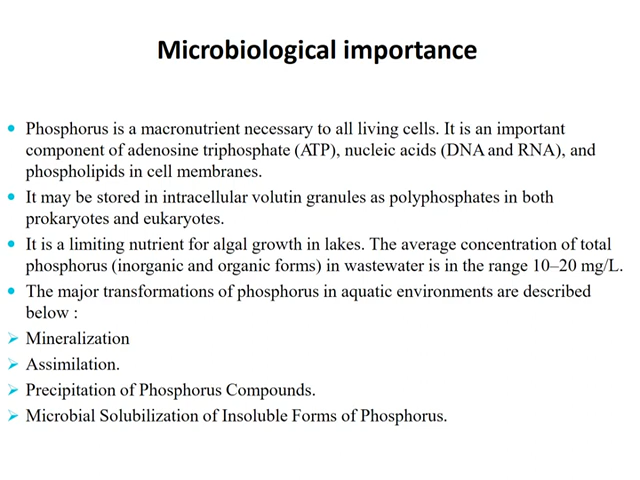 Microbiological importance
• Phosphorus is a macronutrient necessary to all living cells. It is an important
component of adenosine triphosphate (ATP), nucleic acids (DNA and RNA), and
phospholipids in cell membranes.
• It may be stored in intracellular volutin granules as polyphosphates in both
prokaryotes and eukaryotes.
• It is a limiting nutrient for algal growth in lakes. The average concentration of total
phosphorus (inorganic and organic forms) in wastewater is in the range 10–20 mg/L.
• The major transformations of phosphorus in aquatic environments are described
below :
➢ Mineralization
➢ Assimilation.
➢ Precipitation of Phosphorus Compounds.
➢ Microbial Solubilization of Insoluble Forms of Phosphorus.